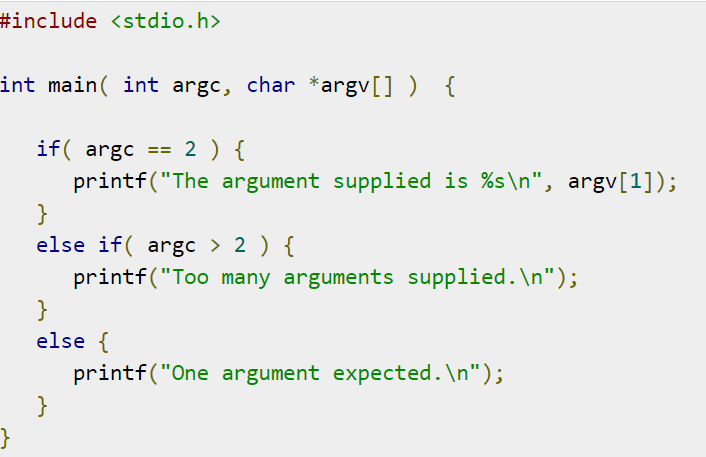 #include <stdio.h>
int main( int argc, char *argv[] )  {
   if( argc == 2 ) {
      printf("The argument supplied is %s\n", argv[1]);
   }
   else if( argc > 2 ) {
      printf("Too many arguments supplied.\n");
   }
   else {
      printf("One argument expected.\n");
   }
}